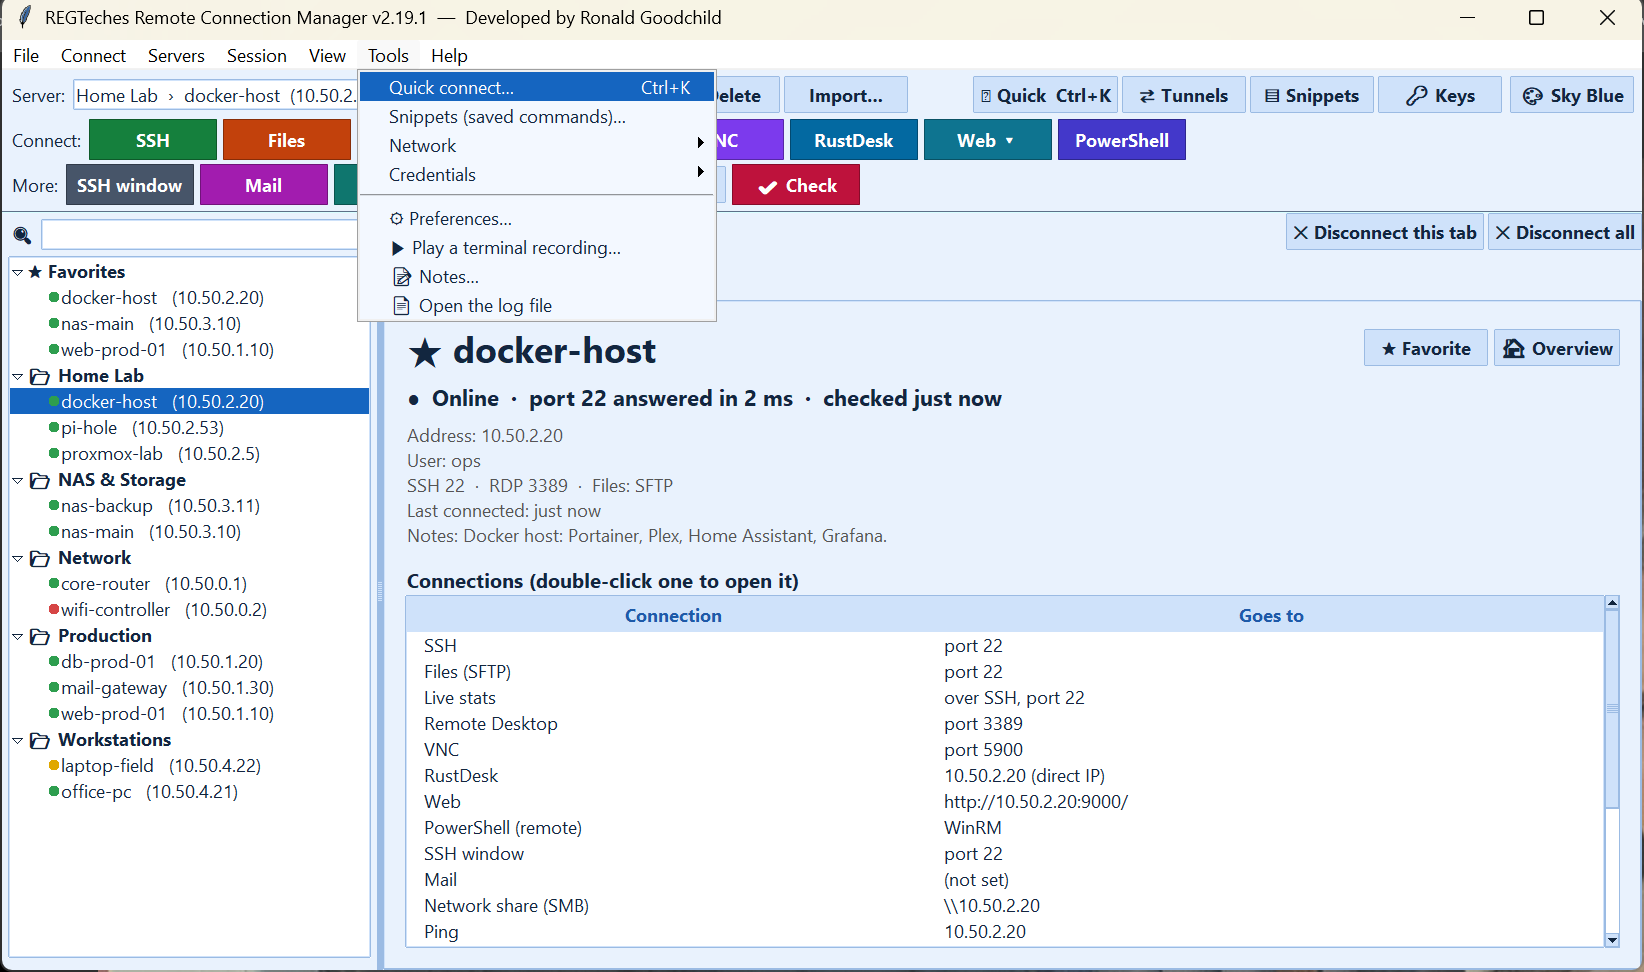 REGTeches Remote Connection Manager v2.19.1 — Developed by Ronald Goodchild
File Connect Servers Session View Tools Help
Server: Home Lab › docker-host (10.50.2. Import... Quick Ctrl+K Tunnels Snippets Keys Sky Blue
Connect: SSH Files RustDesk Web PowerShell
More: SSH window Mail Check
Quick connect... Ctrl+K
Snippets (saved commands)...
Network
Credentials
Preferences...
Play a terminal recording...
Notes...
Open the log file
Disconnect this tab Disconnect all
Favorites
docker-host (10.50.2.20)
nas-main (10.50.3.10)
web-prod-01 (10.50.1.10)
Home Lab
docker-host (10.50.2.20)
pi-hole (10.50.2.53)
proxmox-lab (10.50.2.5)
NAS & Storage
nas-backup (10.50.3.11)
nas-main (10.50.3.10)
Network
core-router (10.50.0.1)
wifi-controller (10.50.0.2)
Production
db-prod-01 (10.50.1.20)
mail-gateway (10.50.1.30)
web-prod-01 (10.50.1.10)
Workstations
laptop-field (10.50.4.22)
office-pc (10.50.4.21)
★ docker-host
★ Favorite Overview
● Online · port 22 answered in 2 ms · checked just now
Address: 10.50.2.20
User: ops
SSH 22 · RDP 3389 · Files: SFTP
Last connected: just now
Notes: Docker host: Portainer, Plex, Home Assistant, Grafana.
Connections (double-click one to open it)
Connection Goes to
SSH port 22
Files (SFTP) port 22
Live stats over SSH, port 22
Remote Desktop port 3389
VNC port 5900
RustDesk 10.50.2.20 (direct IP)
Web http://10.50.2.20:9000/
PowerShell (remote) WinRM
SSH window port 22
Mail (not set)
Network share (SMB) \\10.50.2.20
Ping 10.50.2.20